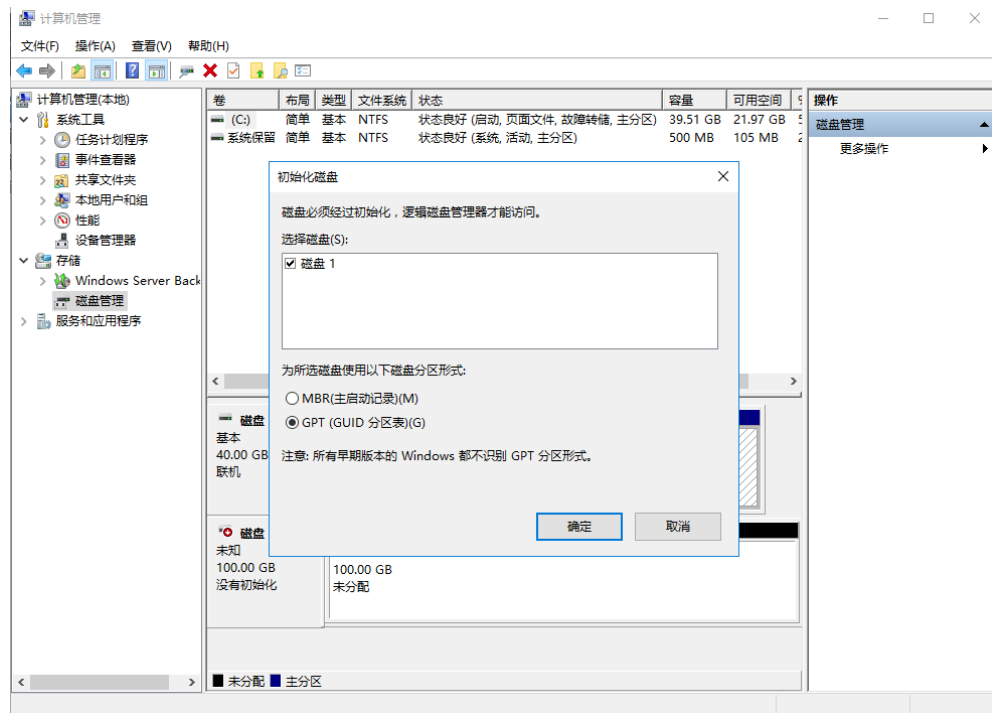 计算机管理
文件(F) 操作(A) 查看(V) 帮助(H)
计算机管理(本地)
系统工具
任务计划程序
事件查看器
共享文件夹
本地用户和组
性能
设备管理器
存储
Windows Server Back
磁盘管理
服务和应用程序
卷 布局 类型 文件系统 状态 容量 可用空间
(C:) 简单 基本 NTFS 状态良好 (启动, 页面文件, 故障转储, 主分区) 39.51 GB 21.97 GB
系统保留 简单 基本 NTFS 状态良好 (系统, 活动, 主分区) 500 MB 105 MB
初始化磁盘
磁盘必须经过初始化，逻辑磁盘管理器才能访问。
选择磁盘(S):
磁盘 1
为所选磁盘使用以下磁盘分区形式:
MBR(主启动记录)(M)
GPT (GUID 分区表)(G)
注意: 所有早期版本的 Windows 都不识别 GPT 分区形式。
确定 取消
磁盘
基本
40.00 GB
联机
磁盘
未知
100.00 GB
没有初始化
100.00 GB
未分配
未分配 主分区
操作
磁盘管理
更多操作